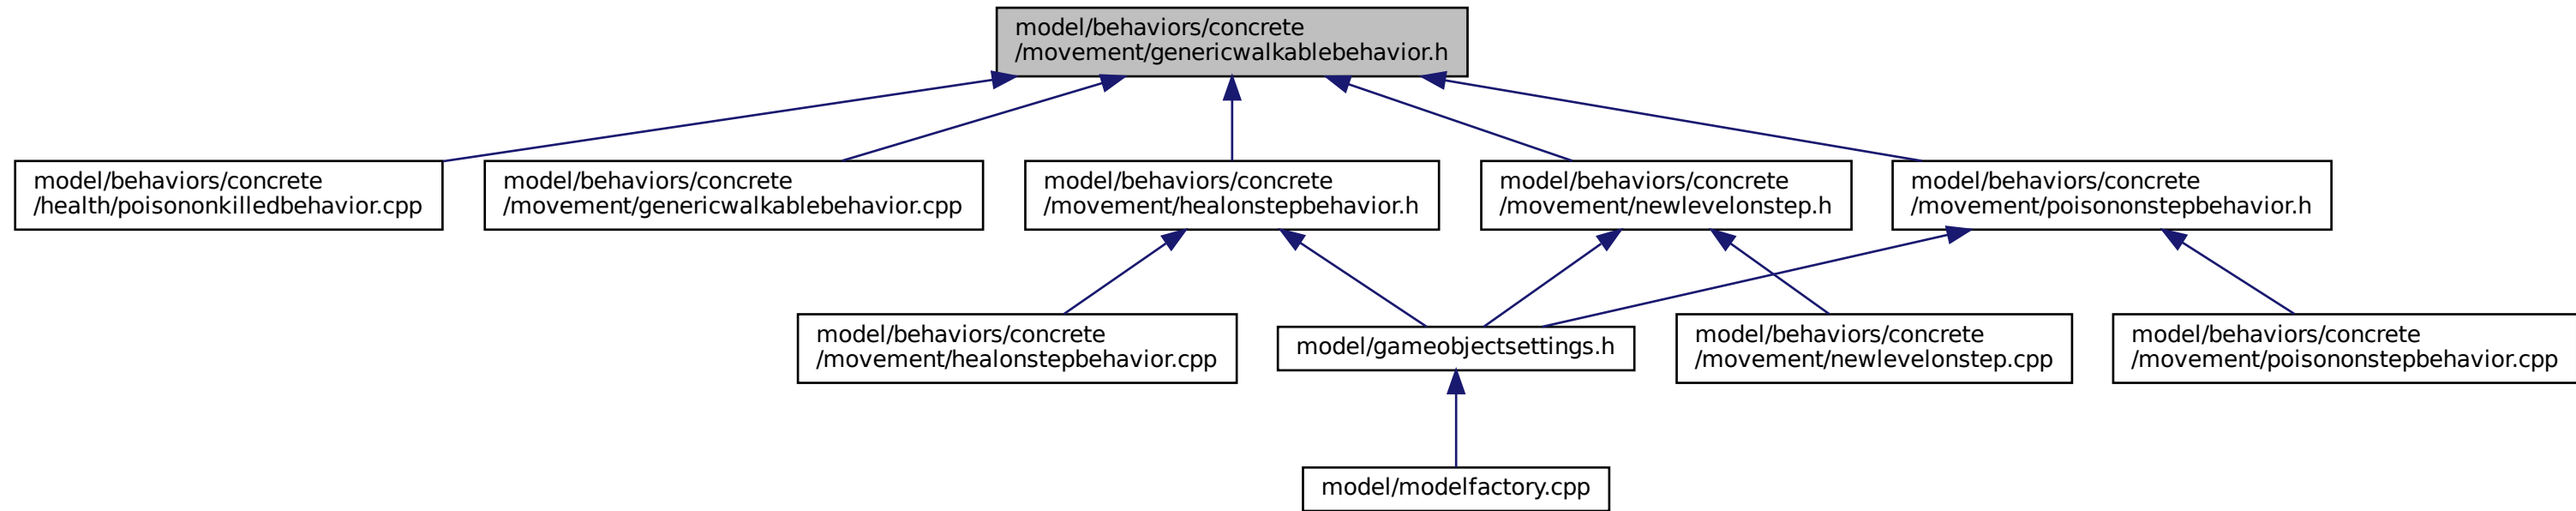 model/behaviors/concrete
/movement/genericwalkablebehavior.h
model/behaviors/concrete
/health/poisononkilledbehavior.cpp
model/behaviors/concrete
/movement/genericwalkablebehavior.cpp
model/behaviors/concrete
/movement/healonstepbehavior.h
model/behaviors/concrete
/movement/newlevelonstep.h
model/behaviors/concrete
/movement/poisononstepbehavior.h
model/behaviors/concrete
/movement/healonstepbehavior.cpp
model/gameobjectsettings.h
model/behaviors/concrete
/movement/newlevelonstep.cpp
model/behaviors/concrete
/movement/poisononstepbehavior.cpp
model/modelfactory.cpp